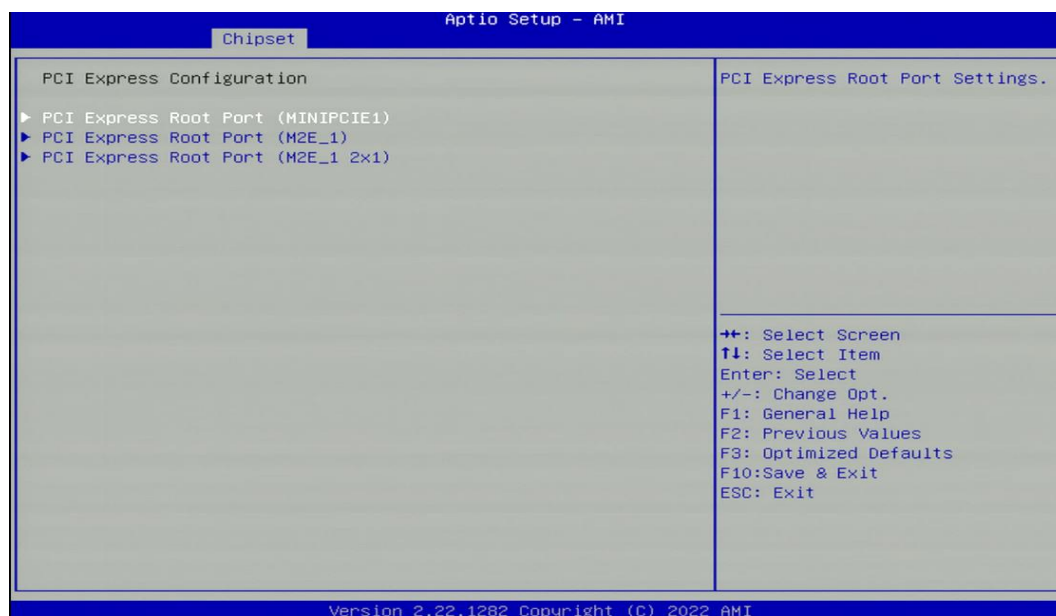 Aptio Setup – AMI
Chipset
PCI Express Configuration
▶ PCI Express Root Port (MINIPCIE1)
▶ PCI Express Root Port (M2E_1)
▶ PCI Express Root Port (M2E_1 2x1)
PCI Express Root Port Settings.
→←: Select Screen
↑↓: Select Item
Enter: Select
+/-: Change Opt.
F1: General Help
F2: Previous Values
F3: Optimized Defaults
F10:Save & Exit
ESC: Exit
Version 2.22.1282 Copyright (C) 2022 AMI